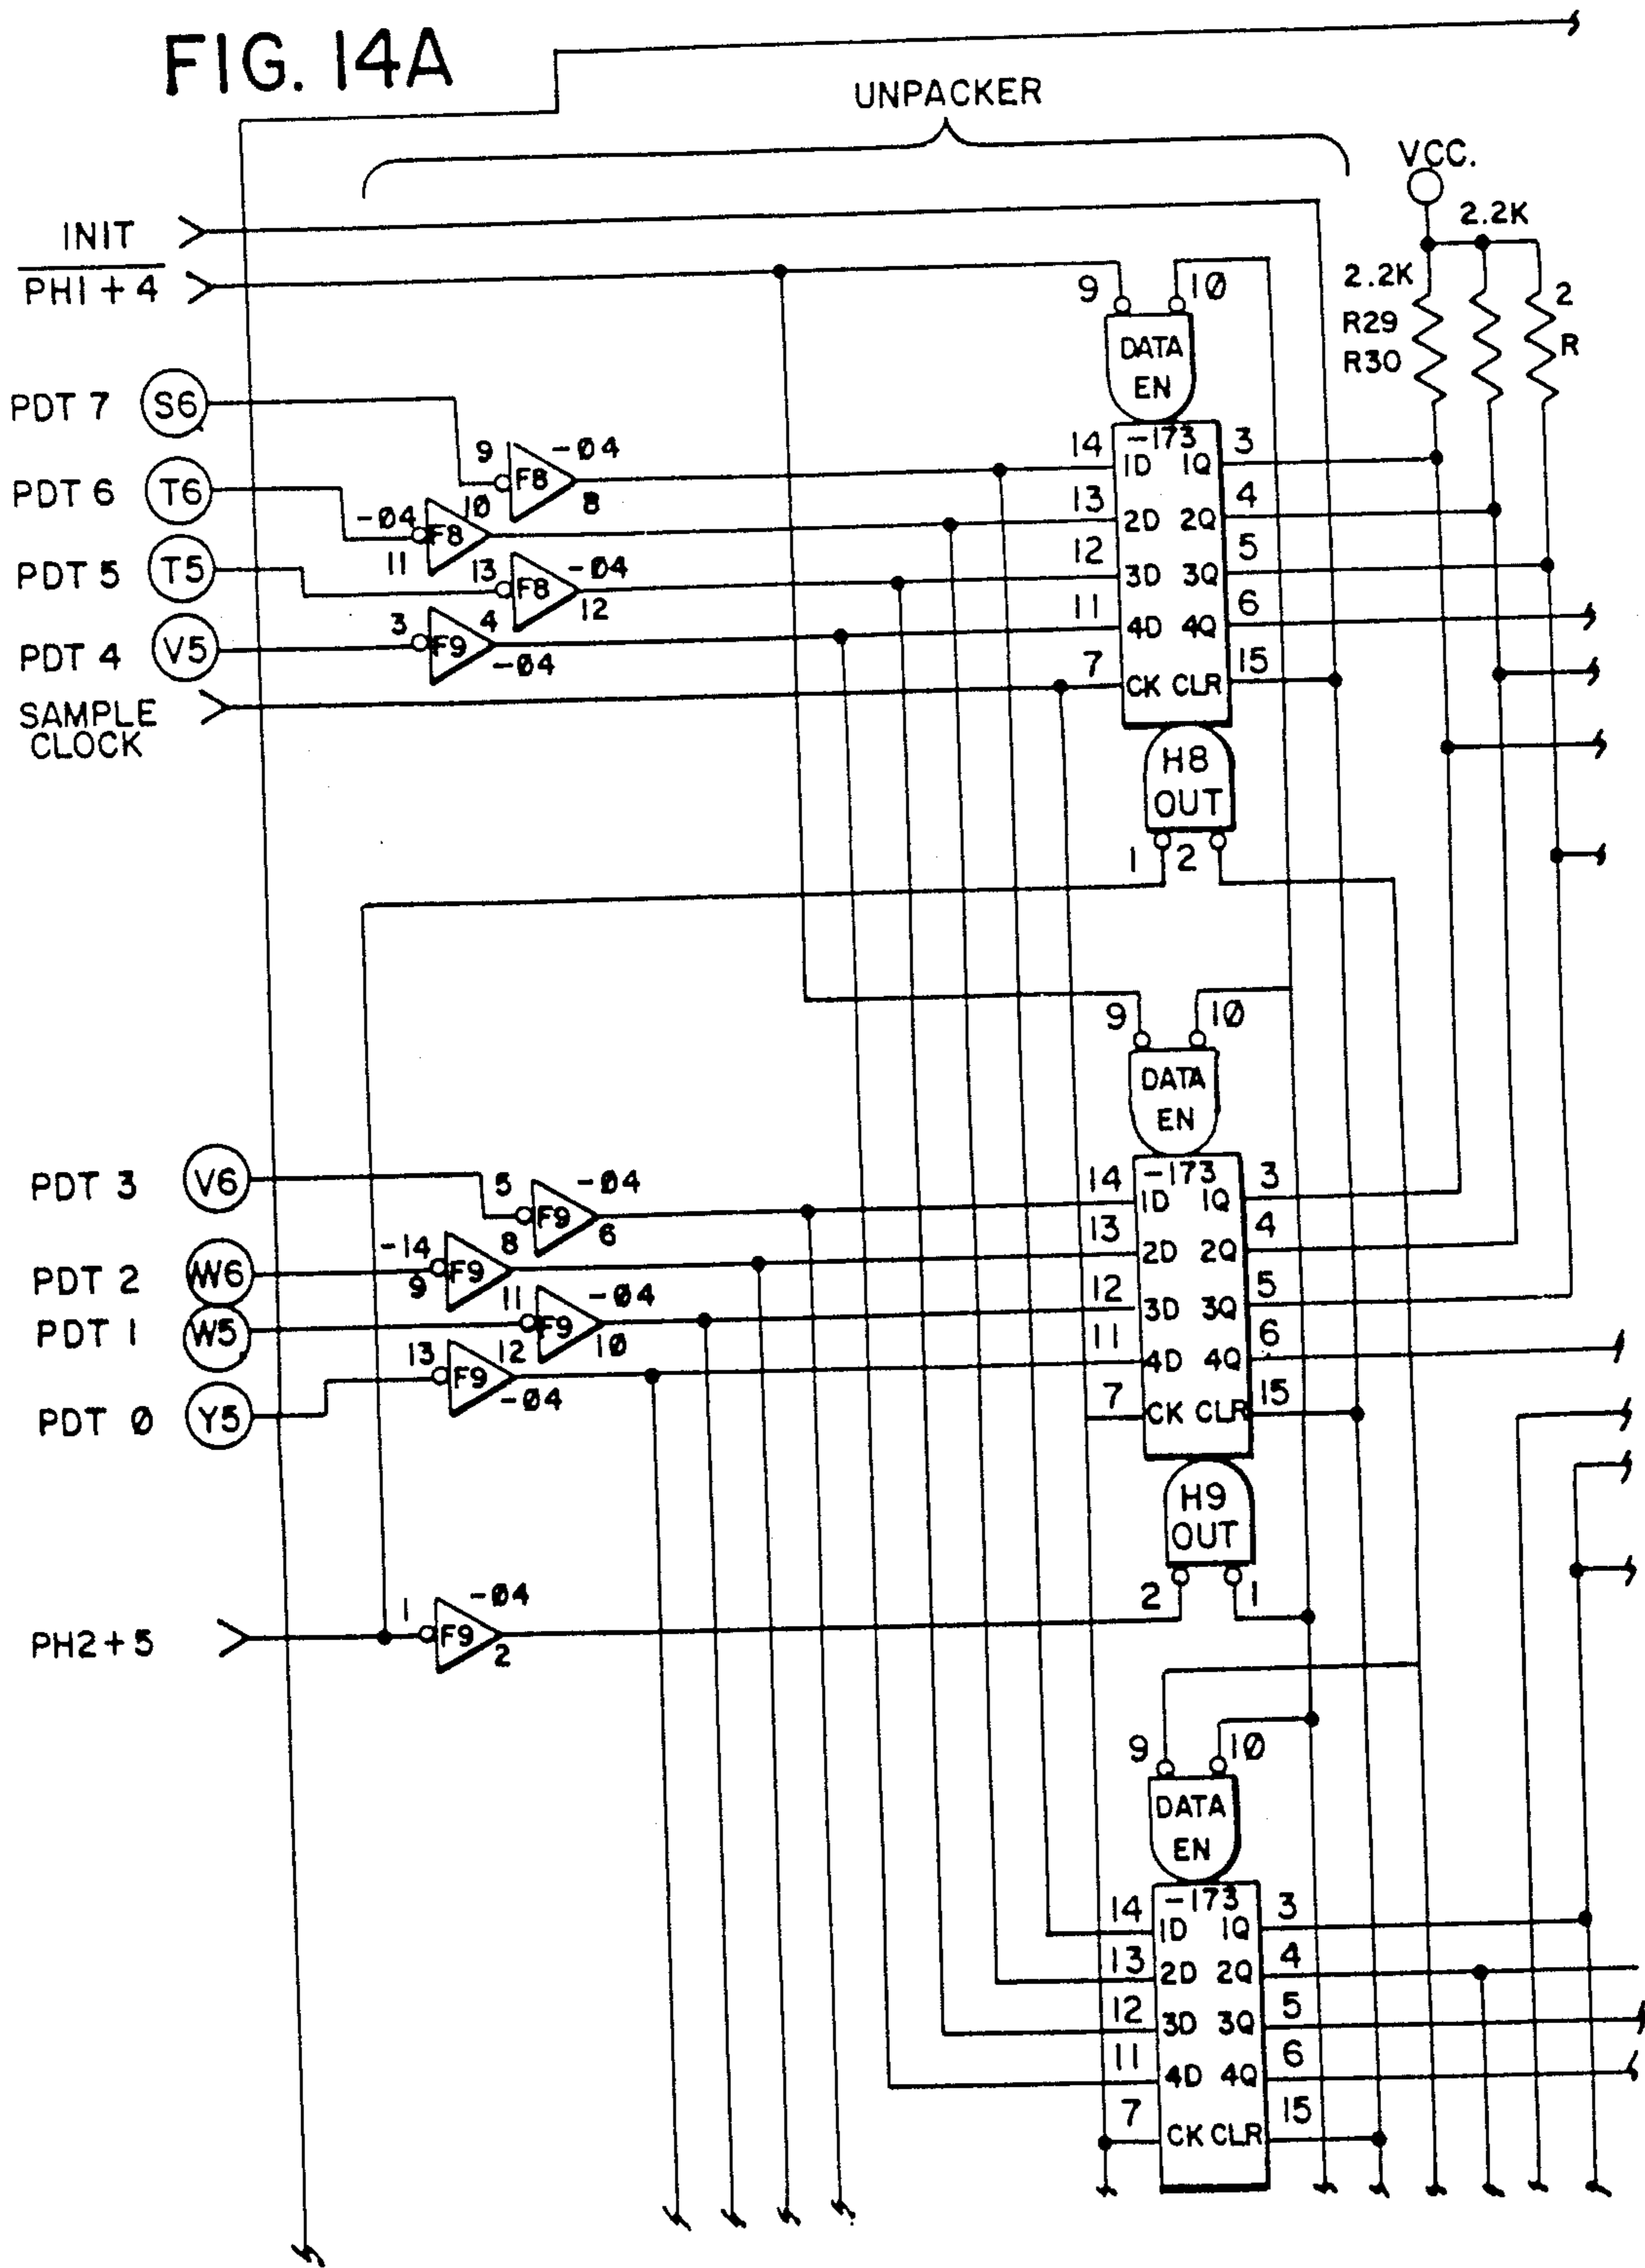 FIG. 14A
UNPACKER
VCC.
2.2K
INIT
PH1+4
9 10
2.2K
R29
R30
2
R
DATA
EN
PDT 7 S6
9 -04
F8
8
14 -173 3
1D 1Q
PDT 6 T6
-04 10
F8
11
13 4
2D 2Q
PDT 5 T5
13 -04
F8
12
12 5
3D 3Q
PDT 4 V5
3 4
F9
-04
11 6
4D 4Q
7 15
CK CLR
SAMPLE
CLOCK
H8
OUT
1 2
9 10
DATA
EN
PDT 3 V6
5 -04
F9
6
14 -173 3
1D 1Q
PDT 2 W6
-14 8
F9
9
13 4
2D 2Q
PDT 1 W5
11 -04
F9
10
12 5
3D 3Q
PDT 0 Y5
13 12
F9
-04
11 6
4D 4Q
7 15
CK CLR
H9
OUT
2 1
PH2+5
1 -04
F9
2
9 10
DATA
EN
14 -173 3
1D 1Q
13 4
2D 2Q
12 5
3D 3Q
11 6
4D 4Q
7 15
CK CLR